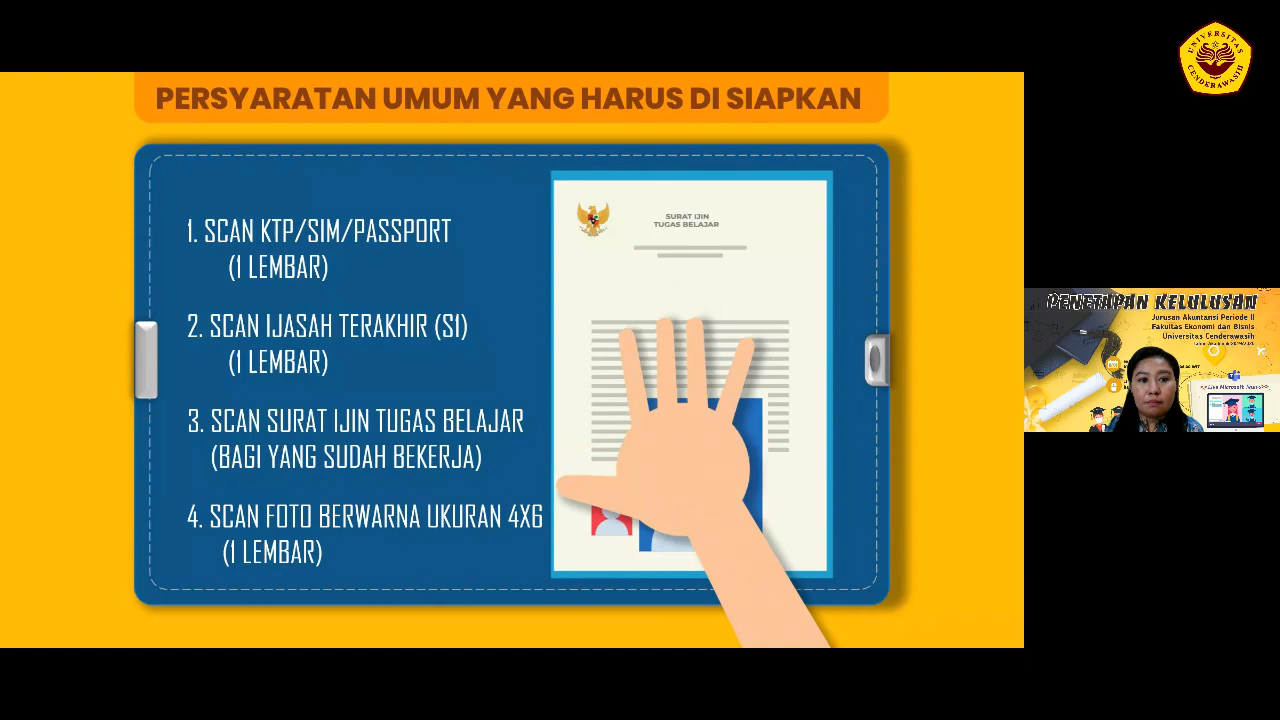 UNIVERSITAS
CENDERAWASIH
PERSYARATAN UMUM YANG HARUS DI SIAPKAN
1. SCAN KTP/SIM/PASSPORT
(1 LEMBAR)
2. SCAN IJASAH TERAKHIR (S1)
(1 LEMBAR)
3. SCAN SURAT IJIN TUGAS BELAJAR
(BAGI YANG SUDAH BEKERJA)
4. SCAN FOTO BERWARNA UKURAN 4X6
(1 LEMBAR)
SURAT IJIN
TUGAS BELAJAR
PENETAPAN KELULUSAN
Jurusan Akuntansi Periode II
Fakultas Ekonomi dan Bisnis
Universitas Cenderawasih